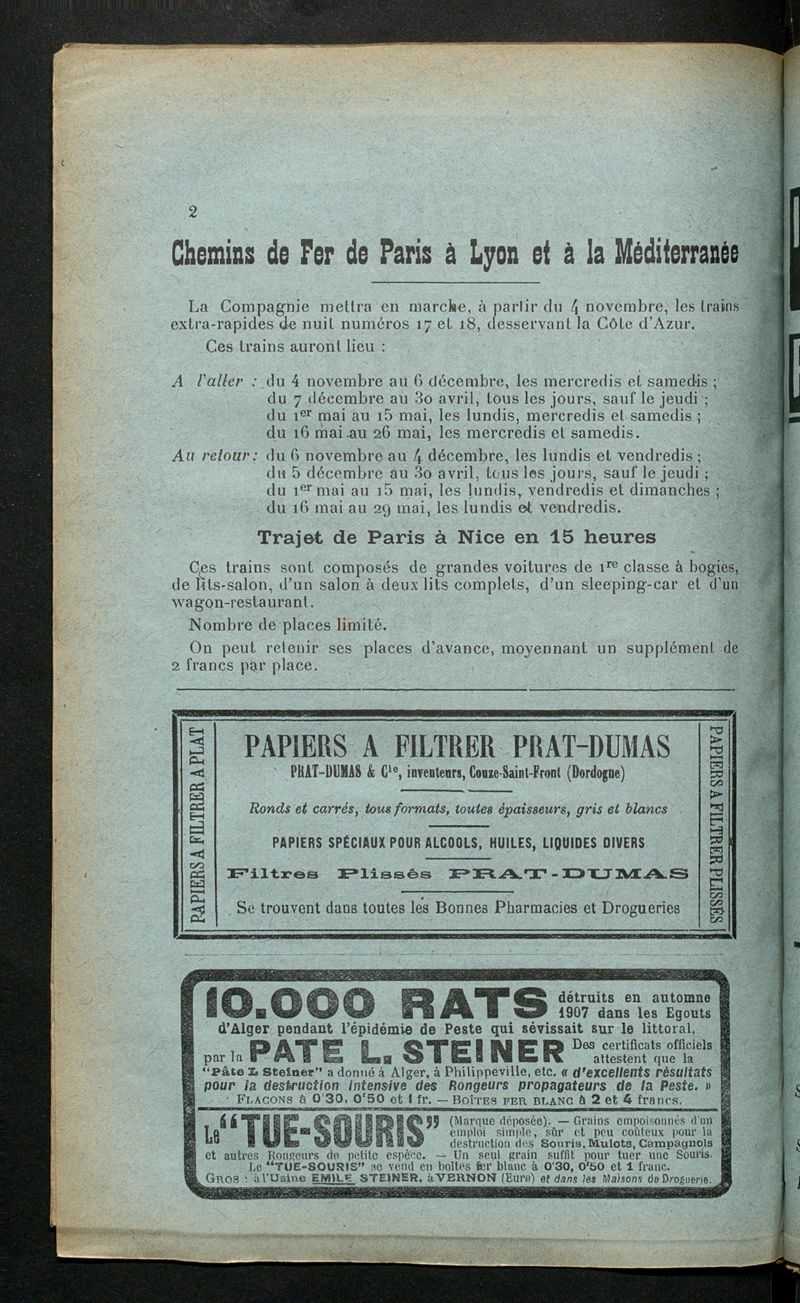 2
Chemins de Fer de Paris à Lyon et à la Méditerranée
La Compagnie mettra en marche, à partir du 4 novembre, les trains
extra-rapides de nuit numéros 17 et 18, desservant la Côte d'Azur.
Ces trains auront lieu :
A l'aller : du 4 novembre au 6 décembre, les mercredis et samedis ;
du 7 décembre au 30 avril, tous les jours, sauf le jeudi ;
du 1er mai au 15 mai, les lundis, mercredis et samedis ;
du 16 mai au 26 mai, les mercredis et samedis.
Au retour : du 6 novembre au 4 décembre, les lundis et vendredis ;
du 5 décembre au 30 avril, tous les jours, sauf le jeudi ;
du 1er mai au 15 mai, les lundis, vendredis et dimanches ;
du 16 mai au 29 mai, les lundis et vendredis.
Trajet de Paris à Nice en 15 heures
Ces trains sont composés de grandes voitures de 1re classe à bogies,
de lits-salon, d'un salon à deux lits complets, d'un sleeping-car et d'un
wagon-restaurant.
Nombre de places limité.
On peut retenir ses places d'avance, moyennant un supplément de
2 francs par place.
PAPIERS A FILTRER A PLAT
PAPIERS A FILTRER PRAT-DUMAS
PRAT-DUMAS & Cie, inventeurs, Couze-Saint-Front (Dordogne)
Ronds et carrés, tous formats, toutes épaisseurs, gris et blancs
PAPIERS SPÉCIAUX POUR ALCOOLS, HUILES, LIQUIDES DIVERS
Filtres Plissés PRAT-DUMAS
Se trouvent dans toutes les Bonnes Pharmacies et Drogueries
PAPIERS A FILTRER PLISSÉS
10.000 RATS détruits en automne
1907 dans les Egouts
d'Alger pendant l'épidémie de Peste qui sévissait sur le littoral,
par la PATE L. STEINER Des certificats officiels
attestent que la
"Pâte L. Steiner" a donné à Alger, à Philippeville, etc. « d'excellents résultats
pour la destruction intensive des Rongeurs propagateurs de la Peste. »
FLACONS à 0'30, 0'50 et 1 fr. — BOÎTES FER BLANC à 2 et 4 francs.
Le "TUE-SOURIS" (Marque déposée). — Grains empoisonnés d'un
emploi simple, sûr et peu coûteux pour la
destruction des Souris, Mulots, Campagnols
et autres Rongeurs de petite espèce. — Un seul grain suffit pour tuer une Souris.
Le "TUE-SOURIS" se vend en boîtes fer blanc à 0'30, 0'50 et 1 franc.
GROS : à l'Usine EMILE STEINER, à VERNON (Eure) et dans les Maisons de Droguerie.